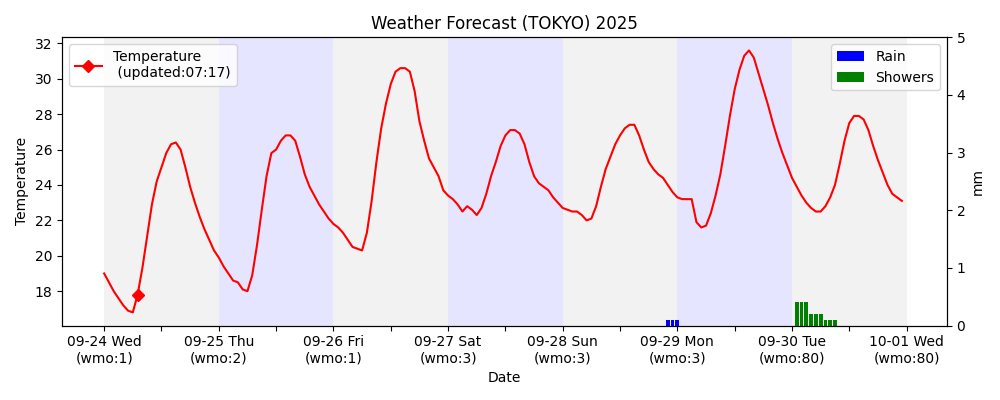 Weather Forecast (TOKYO) 2025
Temperature
(updated:07:17)
Rain
Showers
32
30
28
26
24
22
20
18
Temperature
5
4
3
2
1
0
mm
09-24 Wed
(wmo:1)
09-25 Thu
(wmo:2)
09-26 Fri
(wmo:1)
09-27 Sat
(wmo:3)
09-28 Sun
(wmo:3)
09-29 Mon
(wmo:3)
09-30 Tue
(wmo:80)
10-01 Wed
(wmo:80)
Date